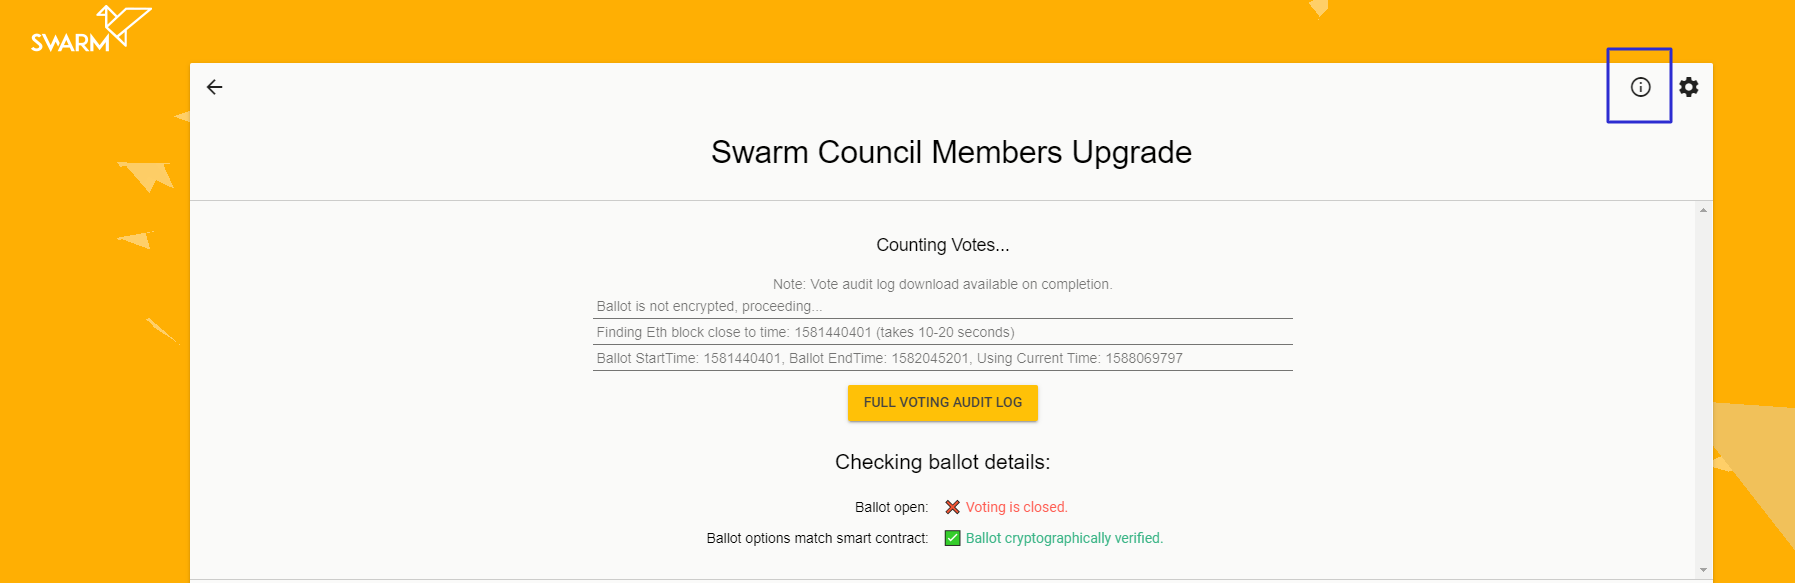 SWARM
Swarm Council Members Upgrade
Counting Votes...
Note: Vote audit log download available on completion.
Ballot is not encrypted, proceeding...
Finding Eth block close to time: 1581440401 (takes 10-20 seconds)
Ballot StartTime: 1581440401, Ballot EndTime: 1582045201, Using Current Time: 1588069797
FULL VOTING AUDIT LOG
Checking ballot details:
Ballot open: Voting is closed.
Ballot options match smart contract: Ballot cryptographically verified.